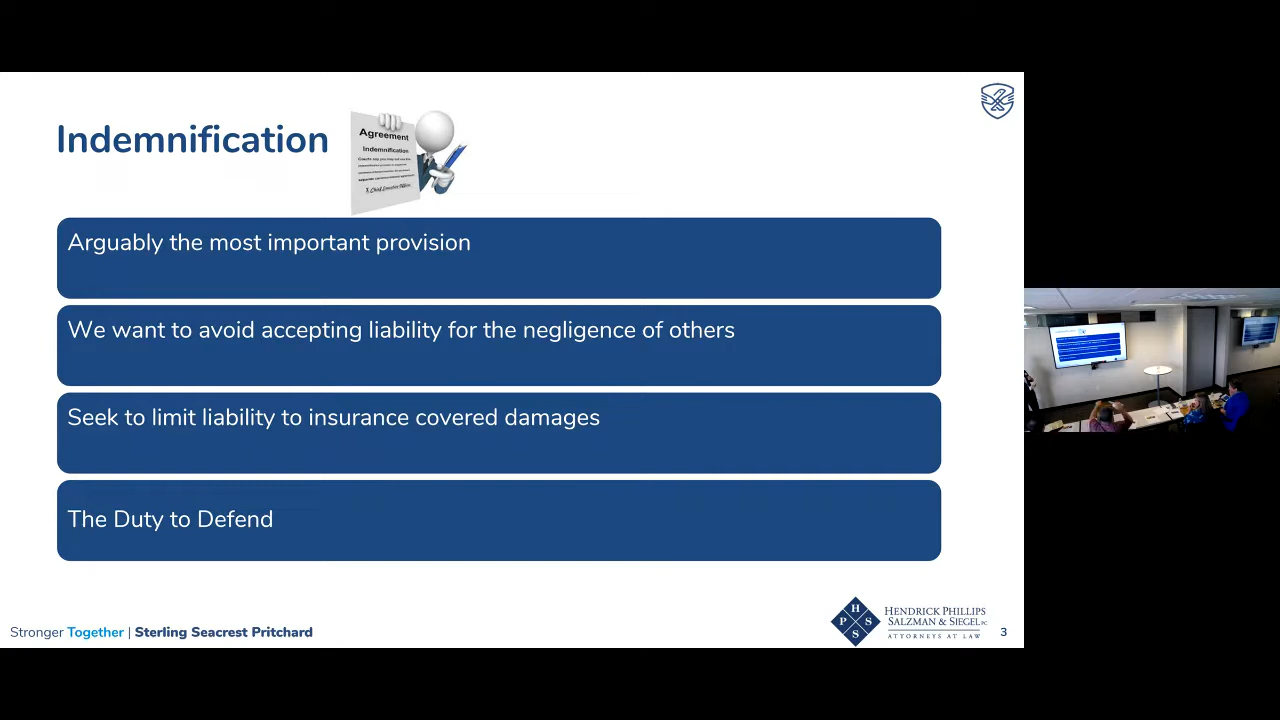 Indemnification
Agreement
Indemnification
Arguably the most important provision
We want to avoid accepting liability for the negligence of others
Seek to limit liability to insurance covered damages
The Duty to Defend
Stronger Together | Sterling Seacrest Pritchard
H
P S
S
HENDRICK PHILLIPS
SALZMAN & SIEGEL PC
ATTORNEYS AT LAW
3